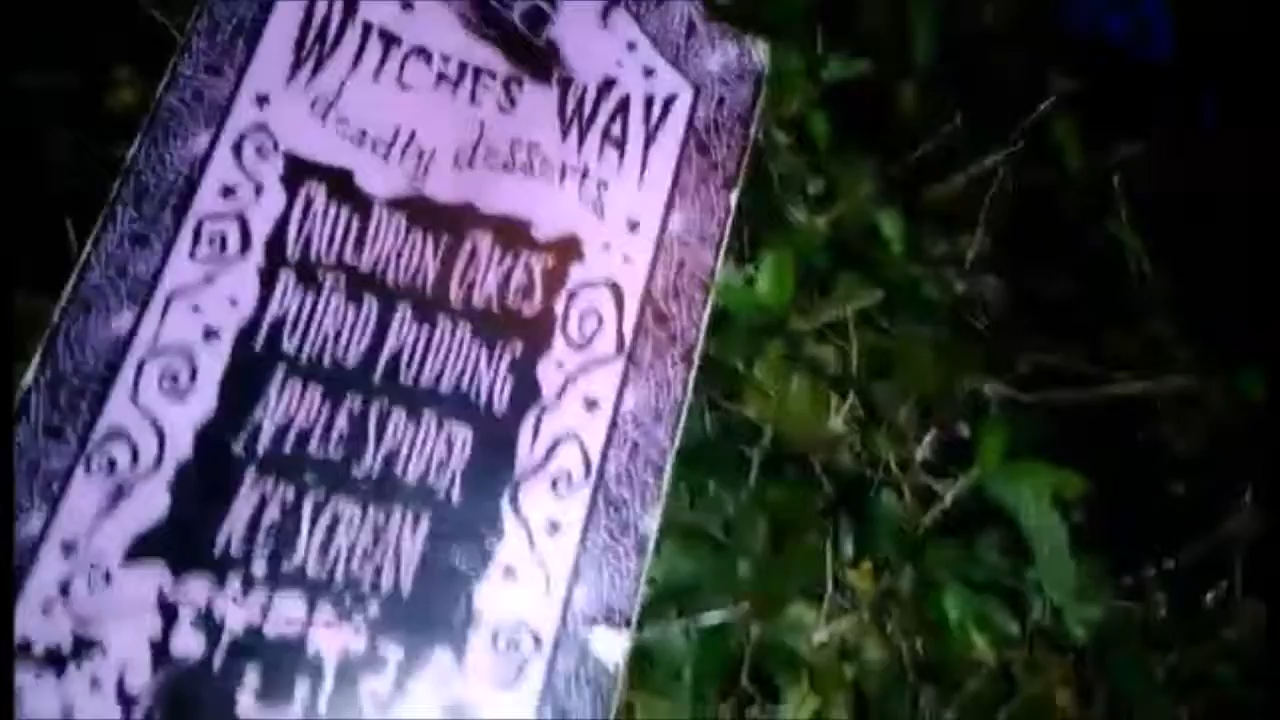 WITCHES WAY
deadly desserts
CAULDRON CAKES
PUTRID PUDDING
APPLE SPIDER
ICE SCREAM